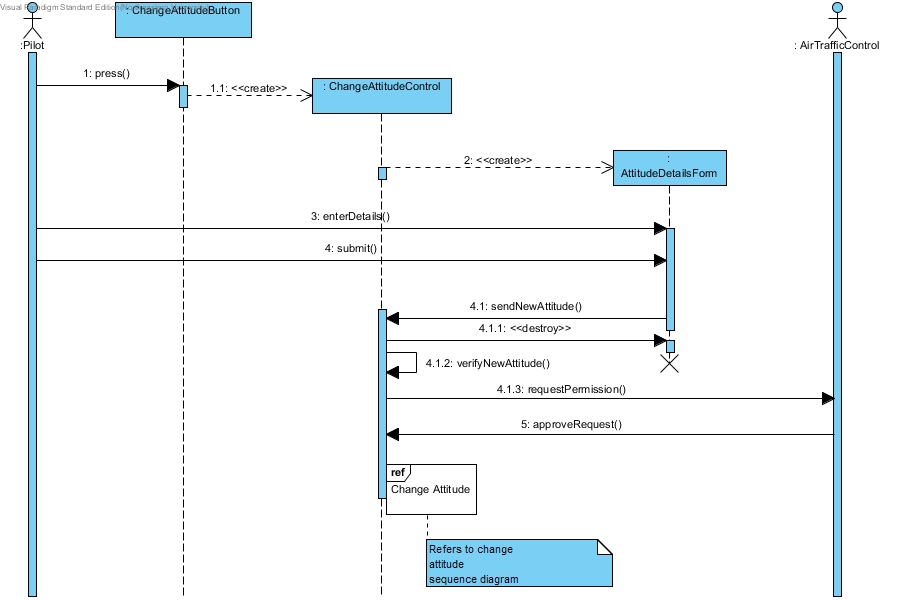 Visual Paradigm Standard Edition
: ChangeAttitudeButton
:Pilot
: AirTrafficControl
1: press()
1.1: <<create>>
: ChangeAttitudeControl
2: <<create>>
:
AttitudeDetailsForm
3: enterDetails()
4: submit()
4.1: sendNewAttitude()
4.1.1: <<destroy>>
4.1.2: verifyNewAttitude()
4.1.3: requestPermission()
5: approveRequest()
ref
Change Attitude
Refers to change
attitude
sequence diagram